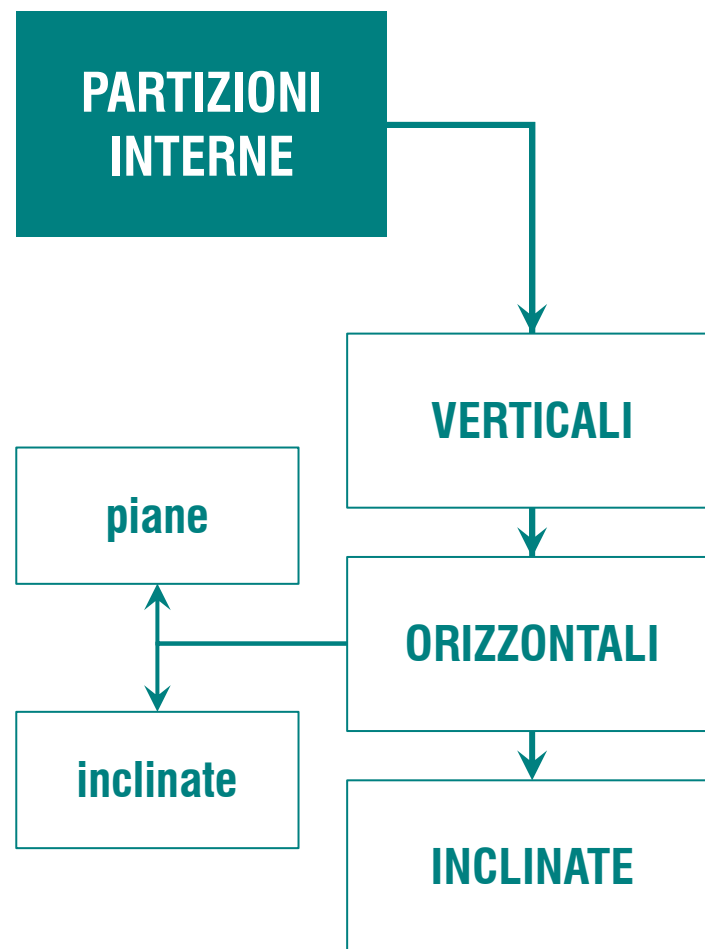 PARTIZIONI
INTERNE
VERTICALI
piane
ORIZZONTALI
inclinate
INCLINATE